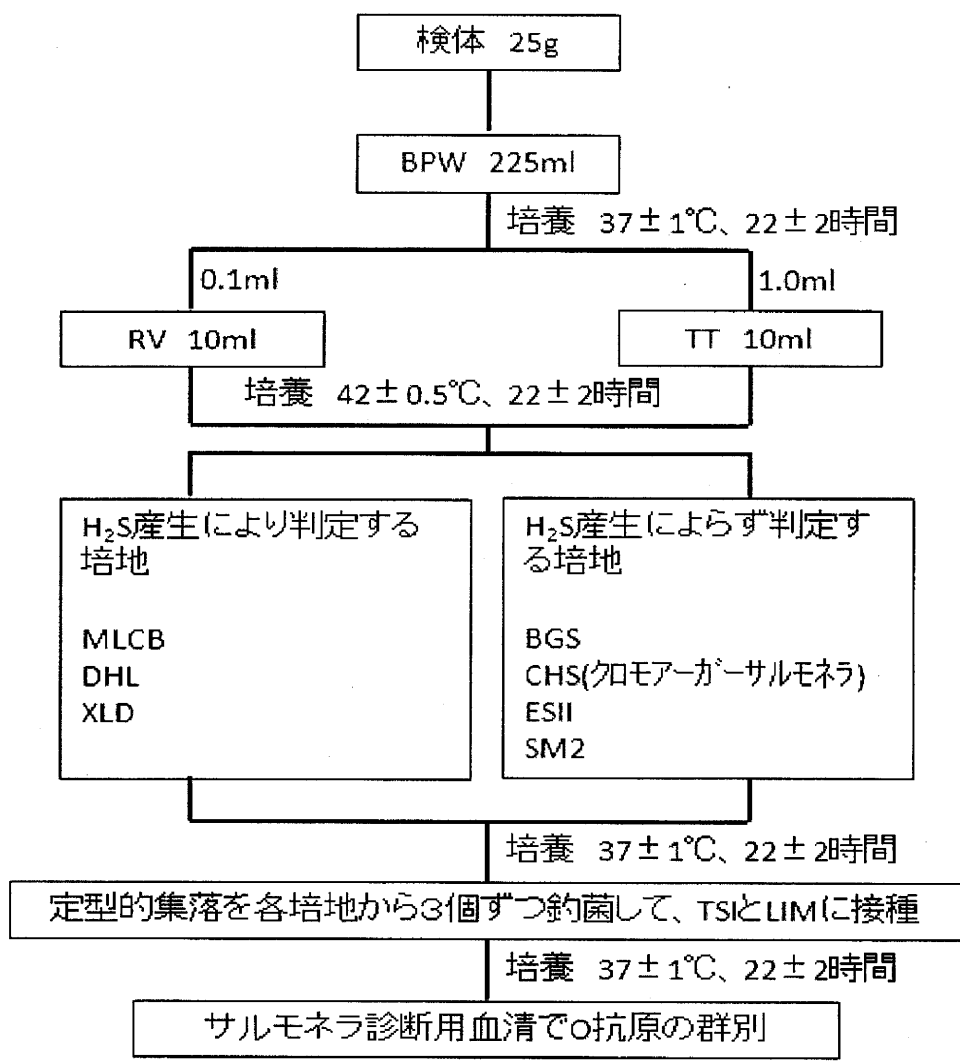 検体 25g
BPW 225ml
培養 37±1℃、22±2時間
0.1ml
1.0ml
RV 10ml
TT 10ml
培養 42±0.5℃、22±2時間
H₂S産生により判定する
培地
MLCB
DHL
XLD
H₂S産生によらず判定す
る培地
BGS
CHS(クロモアーガーサルモネラ)
ESII
SM2
培養 37±1℃、22±2時間
定型的集落を各培地から3個ずつ釣菌して、TSIとLIMに接種
培養 37±1℃、22±2時間
サルモネラ診断用血清でO抗原の群別